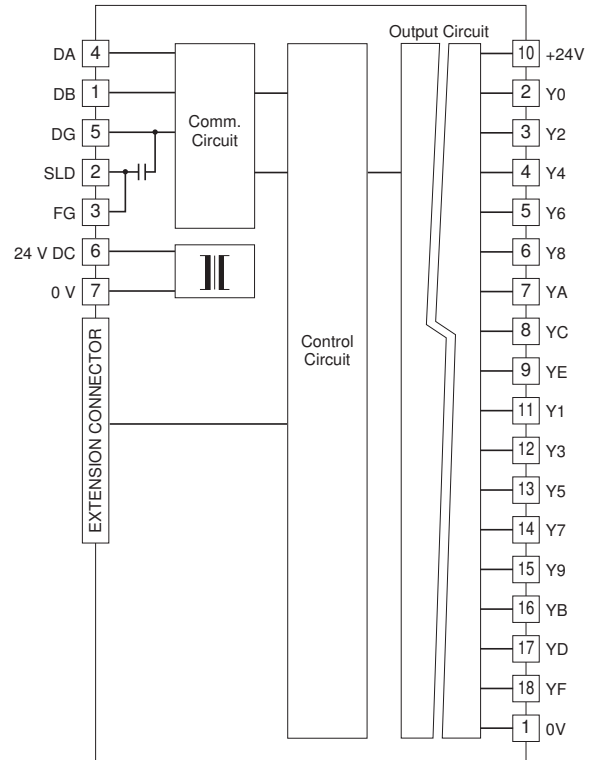 Output Circuit
DA 4
DB 1
DG 5
SLD 2
FG 3
24 V DC 6
0 V 7
EXTENSION CONNECTOR
Comm.
Circuit
Control
Circuit
10 +24V
2 Y0
3 Y2
4 Y4
5 Y6
6 Y8
7 YA
8 YC
9 YE
11 Y1
12 Y3
13 Y5
14 Y7
15 Y9
16 YB
17 YD
18 YF
1 0V